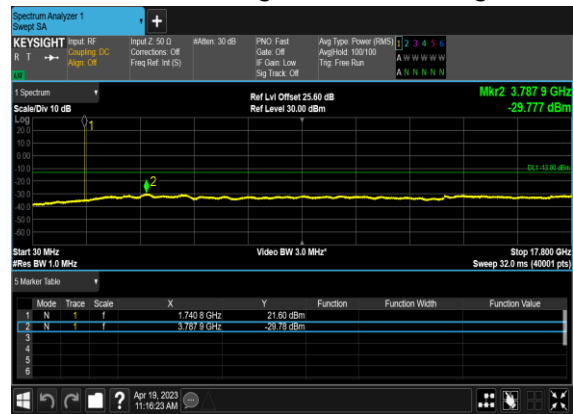 Spectrum Analyzer 1
Swept SA
KEYSIGHT Input: RF Input Z: 50 Ω #Atten: 30 dB PNO: Fast Avg Type: Power (RMS) 1 2 3 4 5 6
R T Coupling: DC Corrections: Off Gate: Off Avg|Hold: 100/100 A W W W W W
Align: Off Freq Ref: Int (S) IF Gain: Low Trig: Free Run
LW Sig Track: Off A N N N N N
1 Spectrum Ref Lvl Offset 25.60 dB Mkr2 3.787 9 GHz
Scale/Div 10 dB Ref Level 30.00 dBm -29.777 dBm
Log
1
20.0
10.0
0.00
-10.0 DL1 -13.00 dBm
-20.0 2
-30.0
-40.0
-50.0
-60.0
Start 30 MHz Video BW 3.0 MHz* Stop 17.800 GHz
#Res BW 1.0 MHz Sweep 32.0 ms (40001 pts)
5 Marker Table
Mode Trace Scale X Y Function Function Width Function Value
1 N 1 f 1.740 8 GHz 21.60 dBm
2 N 1 f 3.787 9 GHz -29.78 dBm
3
4
5
6
? Apr 19, 2023
11:16:23 AM